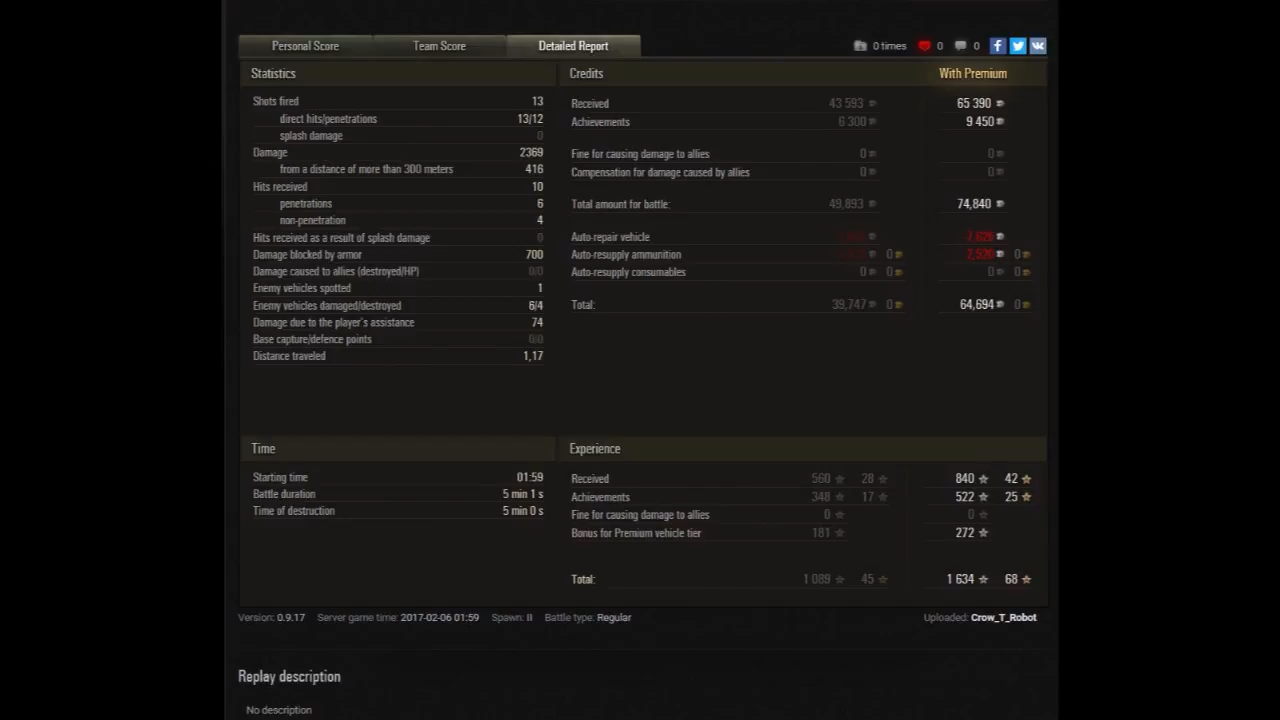 Personal Score Team Score Detailed Report 0 times 0 0
Statistics
Shots fired 13
direct hits/penetrations 13/12
splash damage 0
Damage 2369
from a distance of more than 300 meters 416
Hits received 10
penetrations 6
non-penetration 4
Hits received as a result of splash damage 0
Damage blocked by armor 700
Damage caused to allies (destroyed/HP) 0/0
Enemy vehicles spotted 1
Enemy vehicles damaged/destroyed 6/4
Damage due to the player's assistance 74
Base capture/defence points 0/0
Distance traveled 1,17
Credits With Premium
Received 43 593 65 390
Achievements 6 300 9 450
Fine for causing damage to allies 0 0
Compensation for damage caused by allies 0 0
Total amount for battle: 49,893 74,840
Auto-repair vehicle 7,626
Auto-resupply ammunition 0 2,520 0
Auto-resupply consumables 0 0 0 0
Total: 39,747 0 64,694 0
Time
Starting time 01:59
Battle duration 5 min 1 s
Time of destruction 5 min 0 s
Experience
Received 560 28 840 42
Achievements 348 17 522 25
Fine for causing damage to allies 0 0
Bonus for Premium vehicle tier 181 272
Total: 1 089 45 1 634 68
Version: 0.9.17 Server game time: 2017-02-06 01:59 Spawn: II Battle type: Regular Uploaded: Crow_T_Robot
Replay description
No description